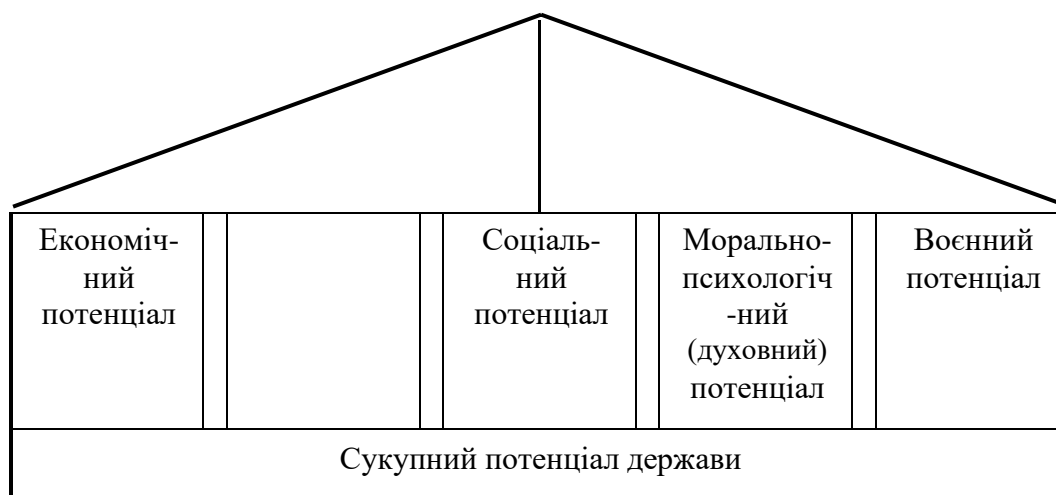 Економіч-
ний
потенціал
Соціаль-
ний
потенціал
Морально-
психологіч
-ний
(духовний)
потенціал
Воєнний
потенціал
Сукупний потенціал держави